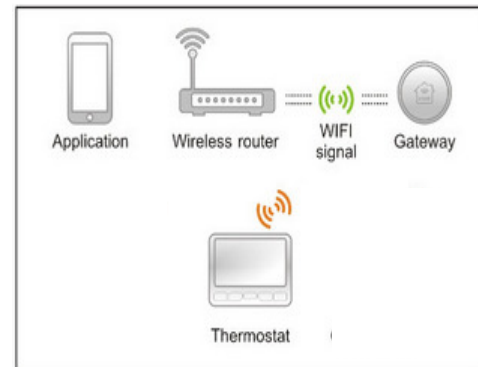 Application
Wireless router
WIFI
signal
Gateway
Thermostat